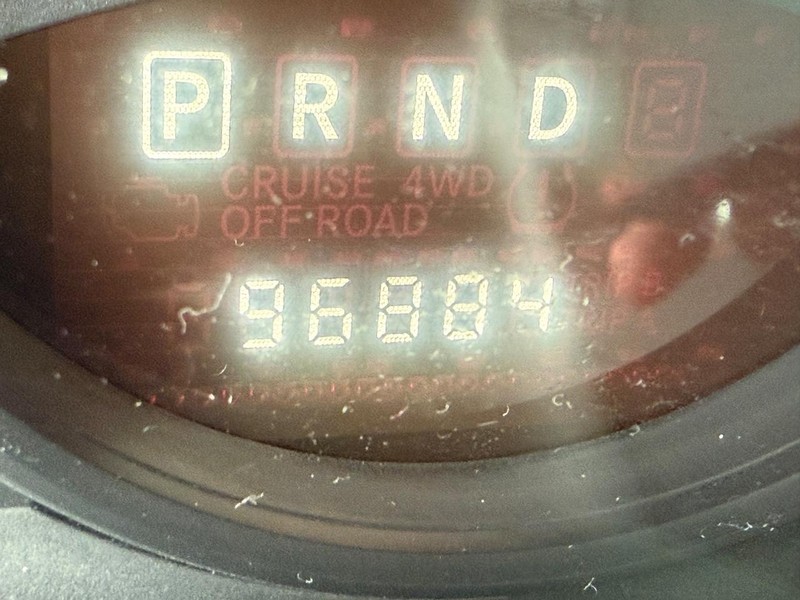 P R N D
CRUISE 4WD
OFF ROAD
96884